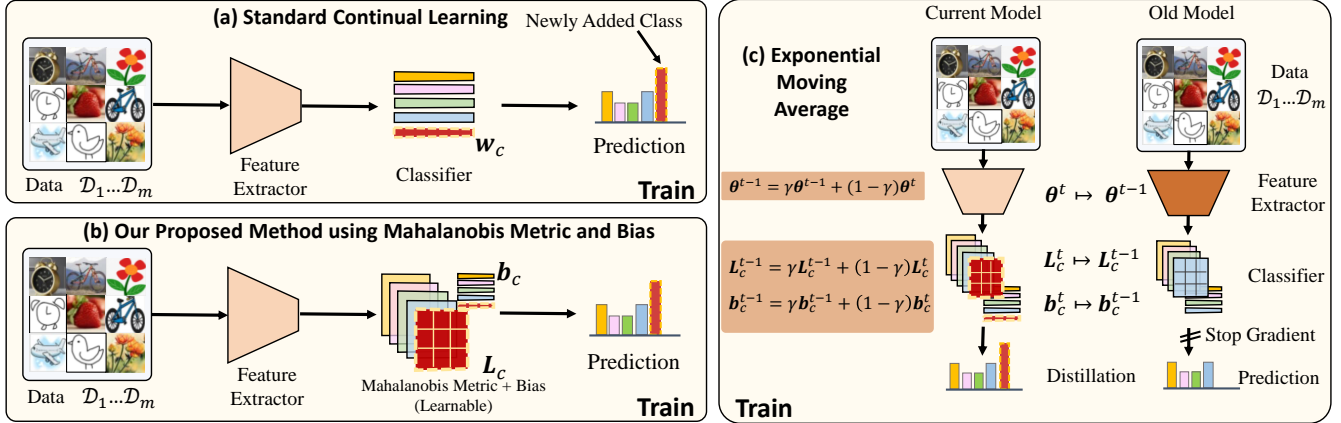 (a) Standard Continual Learning
Newly Added Class
Data 𝒟₁...𝒟ₘ
Feature
Extractor
Classifier
𝒘_c
Prediction
Train
(b) Our Proposed Method using Mahalanobis Metric and Bias
Data 𝒟₁...𝒟ₘ
Feature
Extractor
𝒃_c
𝑳_c
Mahalanobis Metric + Bias
(Learnable)
Prediction
Train
(c) Exponential
Moving
Average
Current Model
Old Model
Data
𝒟₁...𝒟ₘ
𝜽^{t−1} = γ𝜽^{t−1} + (1 − γ)𝜽^t
𝜽^t ↦ 𝜽^{t−1}
Feature
Extractor
𝑳_c^{t−1} = γ𝑳_c^{t−1} + (1 − γ)𝑳_c^t
𝒃_c^{t−1} = γ𝒃_c^{t−1} + (1 − γ)𝒃_c^t
𝑳_c^t ↦ 𝑳_c^{t−1}
𝒃_c^t ↦ 𝒃_c^{t−1}
Classifier
Stop Gradient
Distillation
Prediction
Train